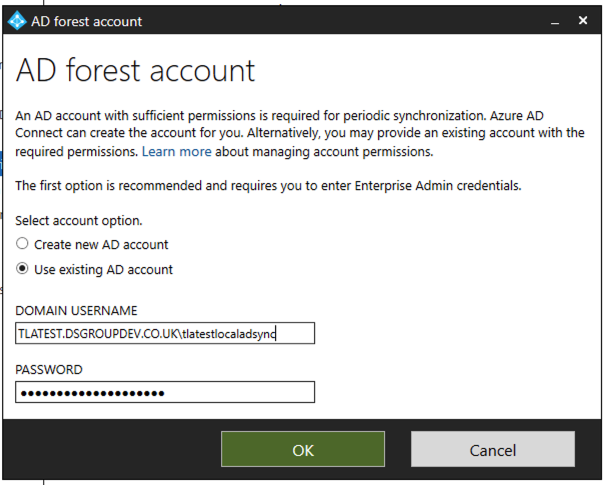 AD forest account
AD forest account
An AD account with sufficient permissions is required for periodic synchronization. Azure AD
Connect can create the account for you. Alternatively, you may provide an existing account with the
required permissions. Learn more about managing account permissions.
The first option is recommended and requires you to enter Enterprise Admin credentials.
Select account option.
Create new AD account
Use existing AD account
DOMAIN USERNAME
TLATEST.DSGROUPDEV.CO.UK\tlatestlocaladsync
PASSWORD
●●●●●●●●●●●●●●●●●●●●
OK
Cancel